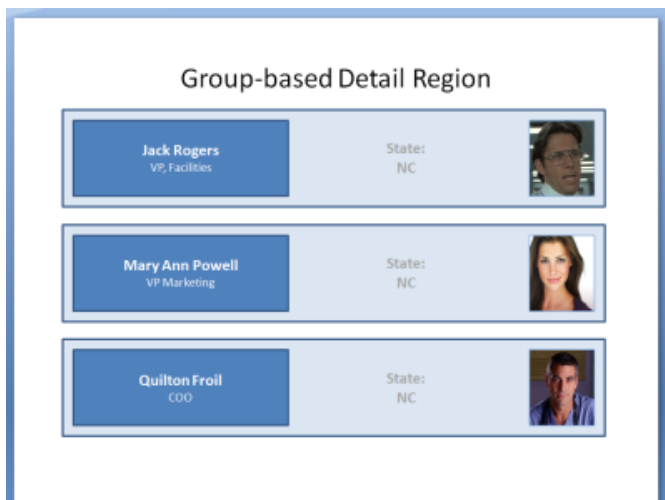 Group-based Detail Region
Jack Rogers
VP, Facilities
State:
NC
Mary Ann Powell
VP Marketing
State:
NC
Quilton Froil
COO
State:
NC